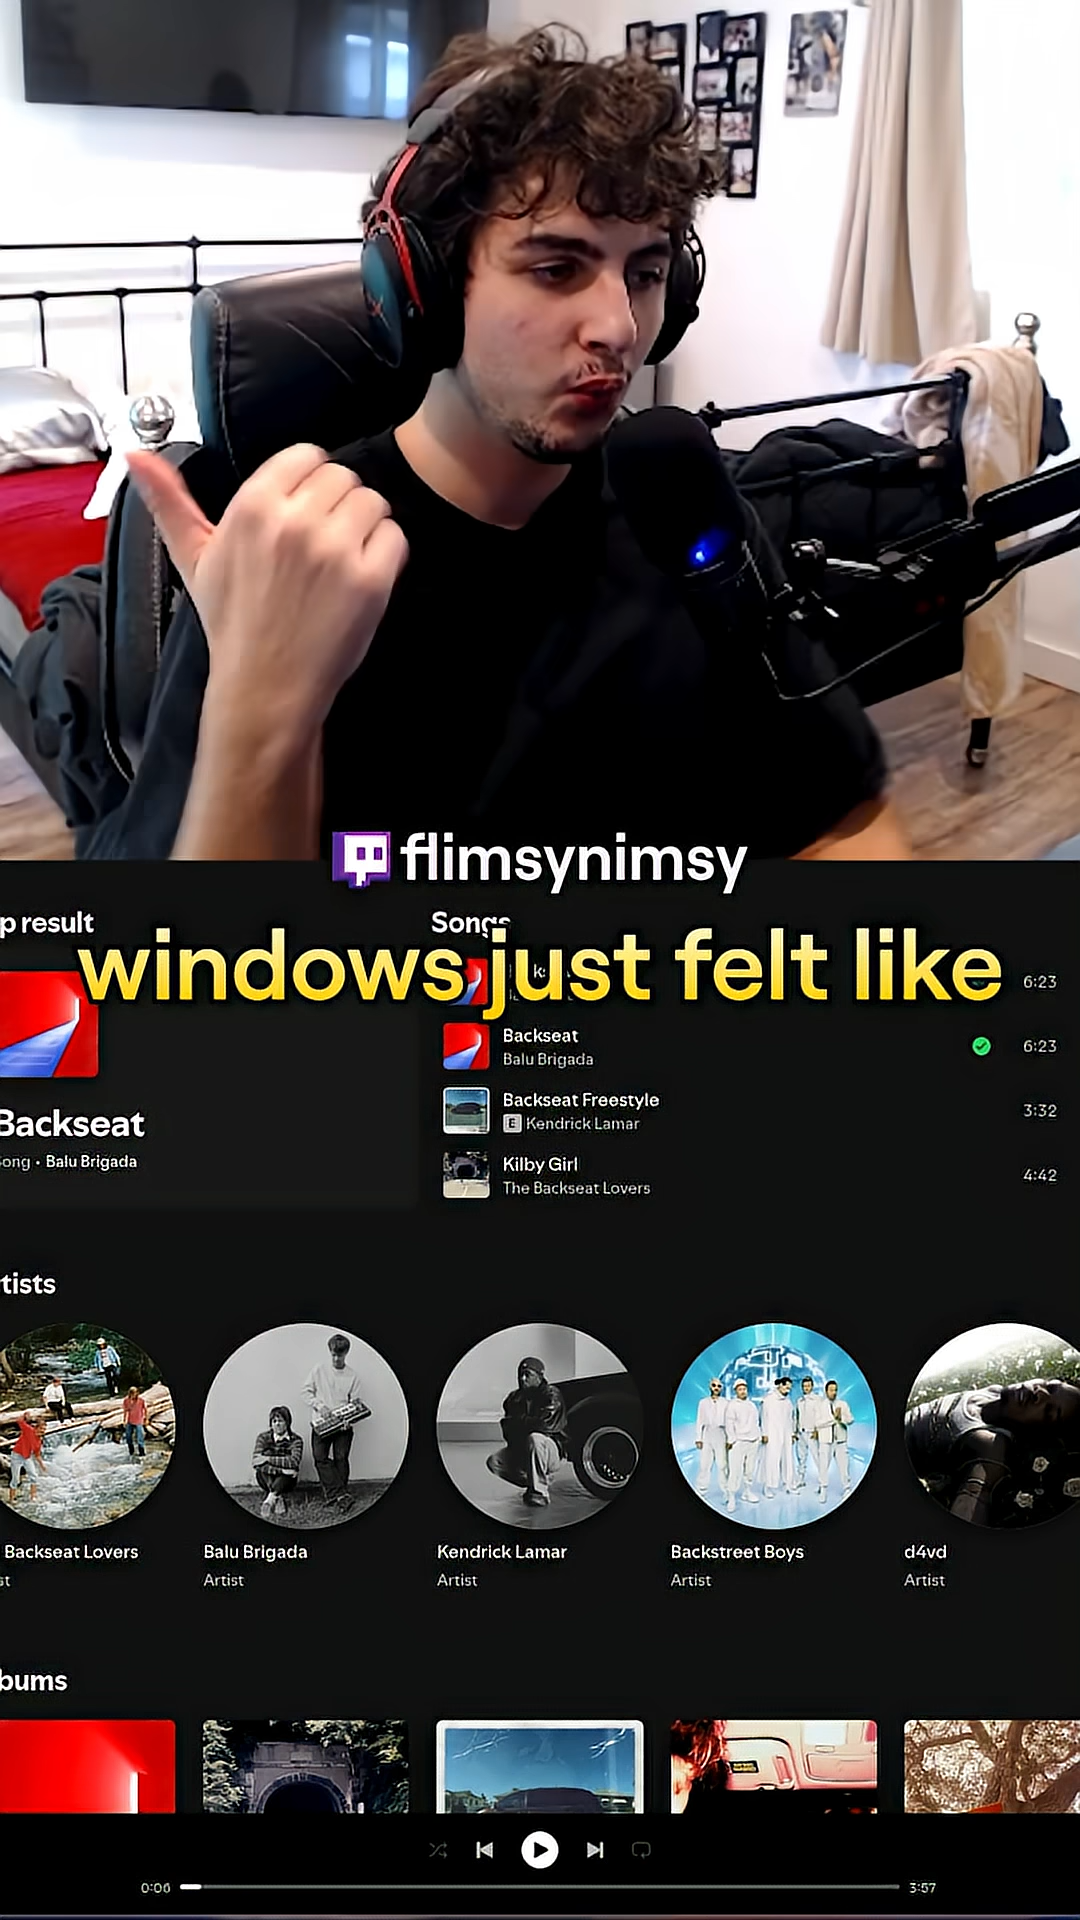 flimsynimsy
p result
Songs
windows just felt like
6:23
Backseat
Balu Brigada
6:23
Backseat Freestyle
E Kendrick Lamar
3:32
Kilby Girl
The Backseat Lovers
4:42
Backseat
ong • Balu Brigada
tists
Backseat Lovers
st
Balu Brigada
Artist
Kendrick Lamar
Artist
Backstreet Boys
Artist
d4vd
Artist
bums
0:06
3:57